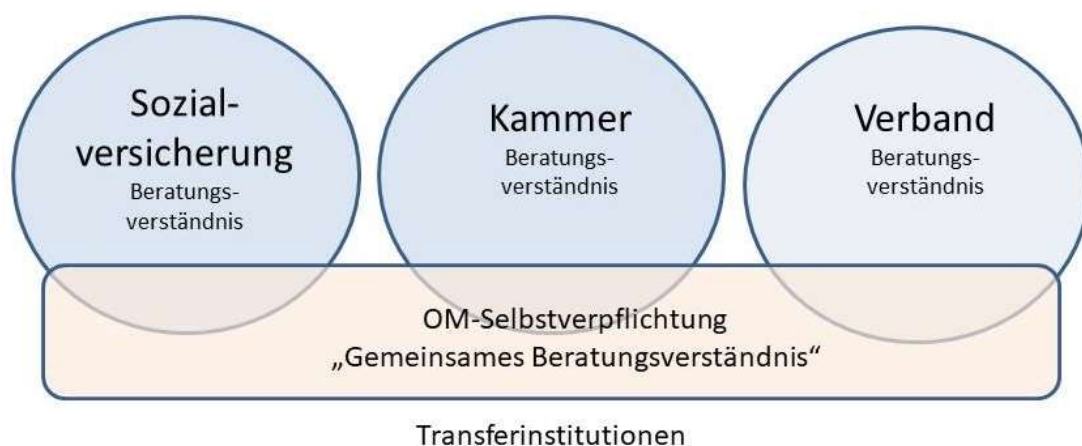 Sozial-
versicherung
Beratungs-
verständnis
Kammer
Beratungs-
verständnis
Verband
Beratungs-
verständnis
OM-Selbstverpflichtung
„Gemeinsames Beratungsverständnis“
Transferinstitutionen